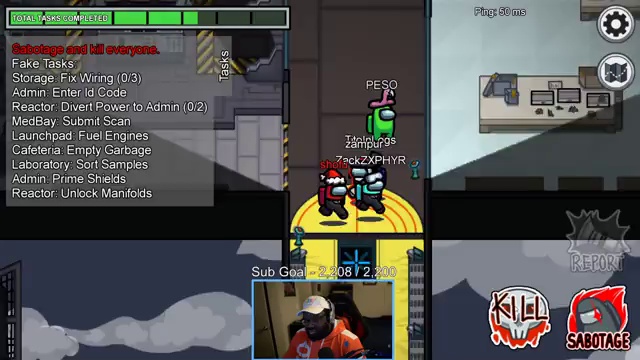 TOTAL TASKS COMPLETED
Ping: 50 ms
Sabotage and kill everyone.
Fake Tasks
Storage: Fix Wiring (0/3)
Admin: Enter Id Code
Reactor: Divert Power to Admin (0/2)
MedBay: Submit Scan
Launchpad: Fuel Engines
Cafeteria: Empty Garbage
Laboratory: Sort Samples
Admin: Prime Shields
Reactor: Unlock Manifolds
Tasks
PESO
zampur
ZackZXPHYR
REPORT
Sub Goal - 2,208 / 2,200
KILL
SABOTAGE